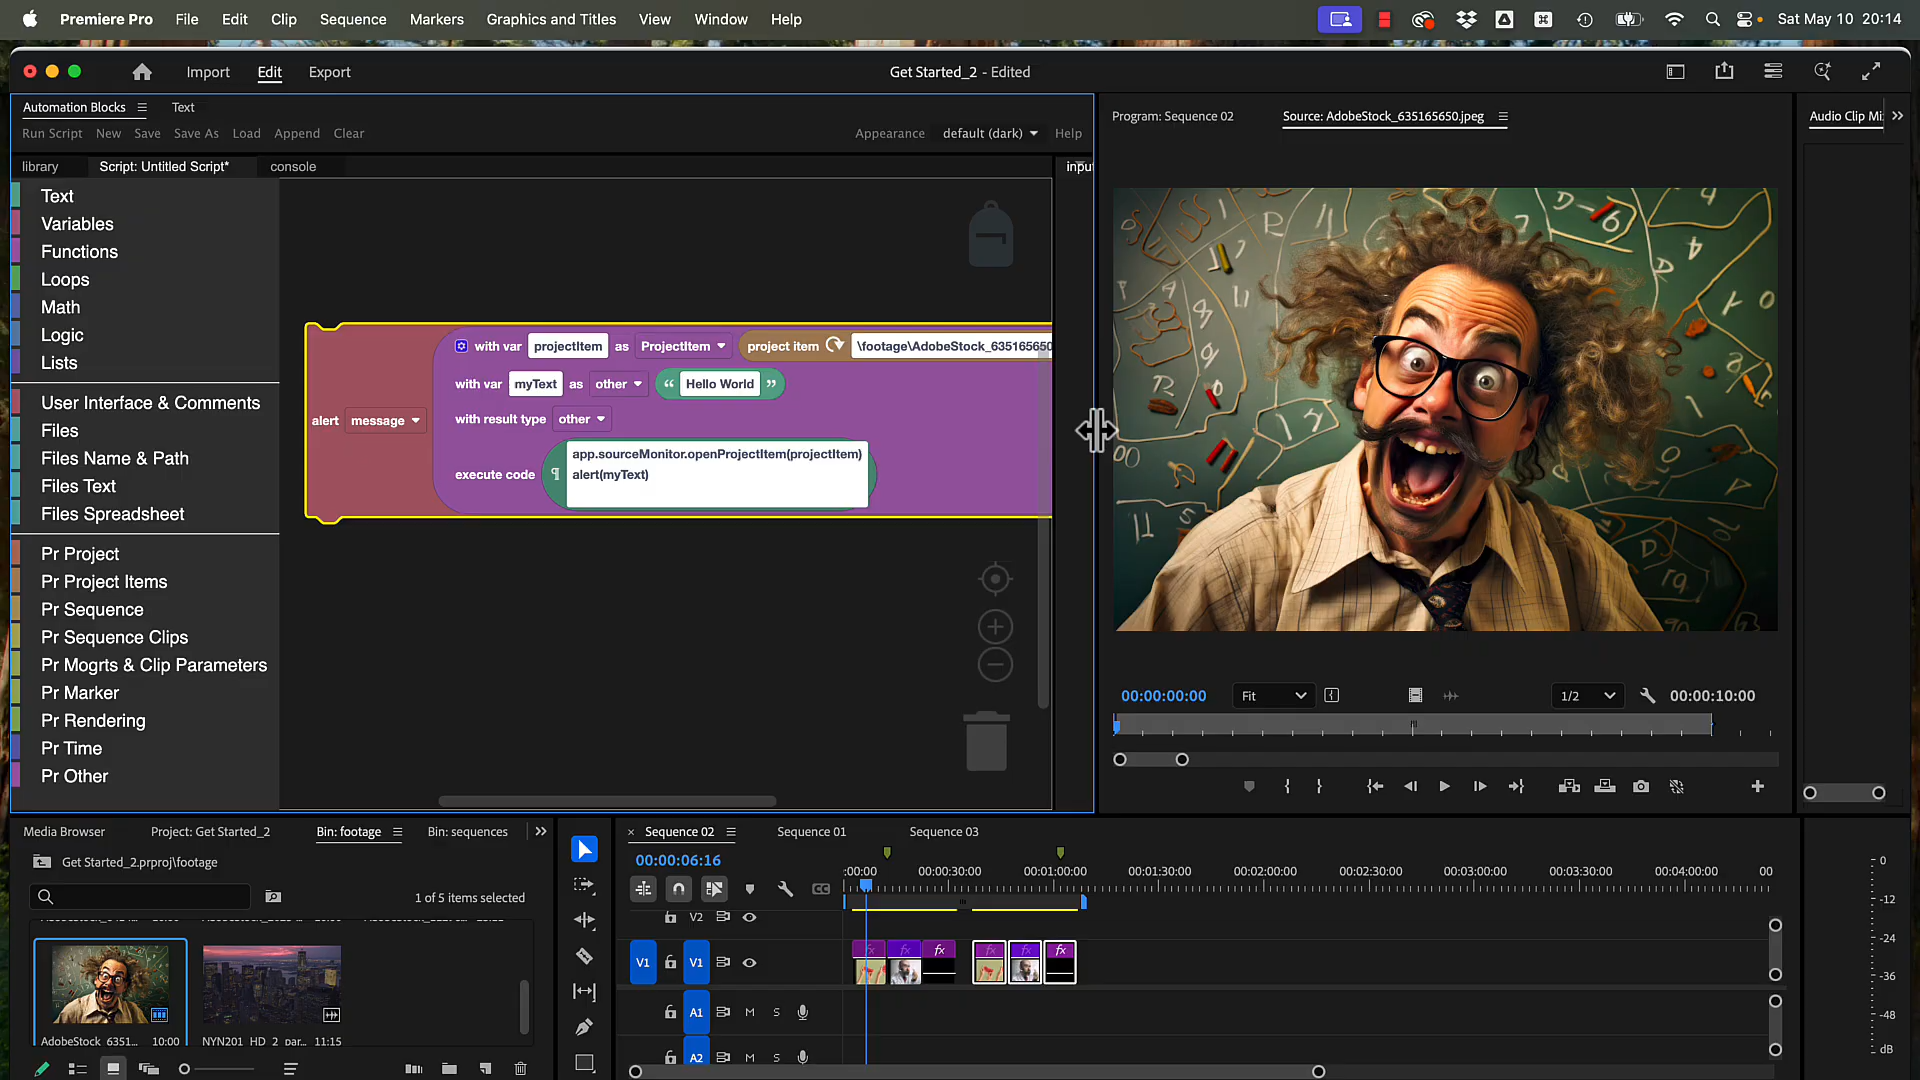 Premiere Pro File Edit Clip Sequence Markers Graphics and Titles View Window Help Sat May 10 20:14
Import Edit Export Get Started_2 - Edited
Automation Blocks Text
Run Script New Save Save As Load Append Clear Appearance default (dark) Help
library Script: Untitled Script* console input
Text
Variables
Functions
Loops
Math
Logic
Lists
User Interface & Comments
Files
Files Name & Path
Files Text
Files Spreadsheet
Pr Project
Pr Project Items
Pr Sequence
Pr Sequence Clips
Pr Mogrts & Clip Parameters
Pr Marker
Pr Rendering
Pr Time
Pr Other
alert message
with var projectItem as ProjectItem project item \footage\AdobeStock_635165650
with var myText as other “ Hello World ”
with result type other
execute code ¶ app.sourceMonitor.openProjectItem(projectItem)
alert(myText)
Program: Sequence 02 Source: AdobeStock_635165650.jpeg Audio Clip Mi
00:00:00:00 Fit 1/2 00:00:10:00
Media Browser Project: Get Started_2 Bin: footage Bin: sequences
Get Started_2.prproj\footage
1 of 5 items selected
AdobeStock_6351... 10:00 NYN201_HD_2_par... 11:15
× Sequence 02 Sequence 01 Sequence 03
00:00:06:16
:00:00 00:00:30:00 00:01:00:00 00:01:30:00 00:02:00:00 00:02:30:00 00:03:00:00 00:03:30:00 00:04:00:00 00
V2
V1 V1 fx fx fx fx fx fx
A1 M S
A2 M S
0
-12
-24
-36
-48
dB